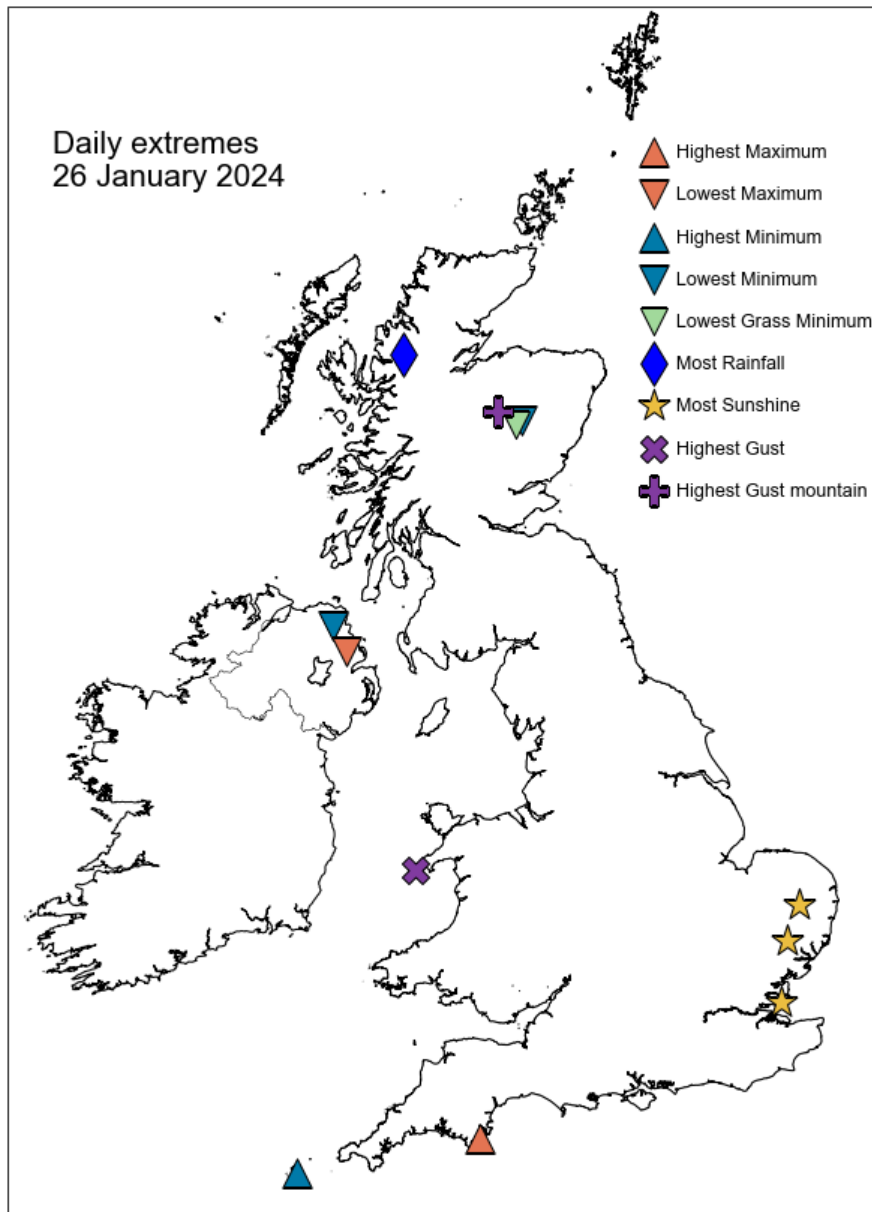 Daily extremes
26 January 2024
Highest Maximum
Lowest Maximum
Highest Minimum
Lowest Minimum
Lowest Grass Minimum
Most Rainfall
Most Sunshine
Highest Gust
Highest Gust mountain